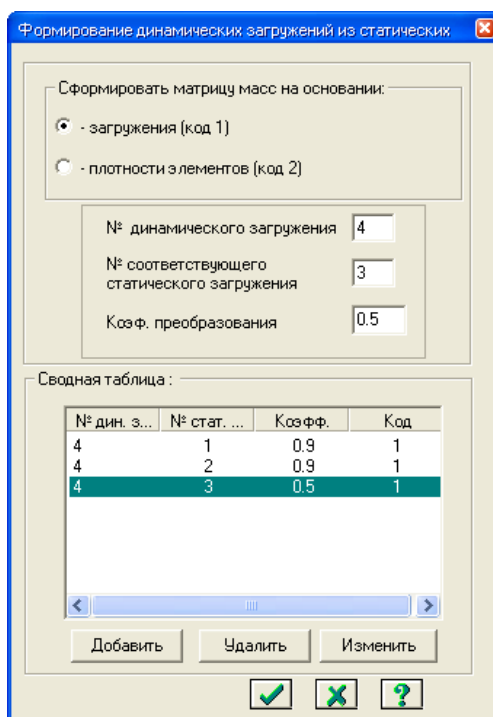 Формирование динамических загружений из статических
Сформировать матрицу масс на основании:
- загружения (код 1)
- плотности элементов (код 2)
№ динамического загружения 4
№ соответствующего
статического загружения 3
Коэф. преобразования 0.5
Сводная таблица :
№ дин. з... № стат. ... Коэфф. Код
4 1 0.9 1
4 2 0.9 1
4 3 0.5 1
Добавить Удалить Изменить
?